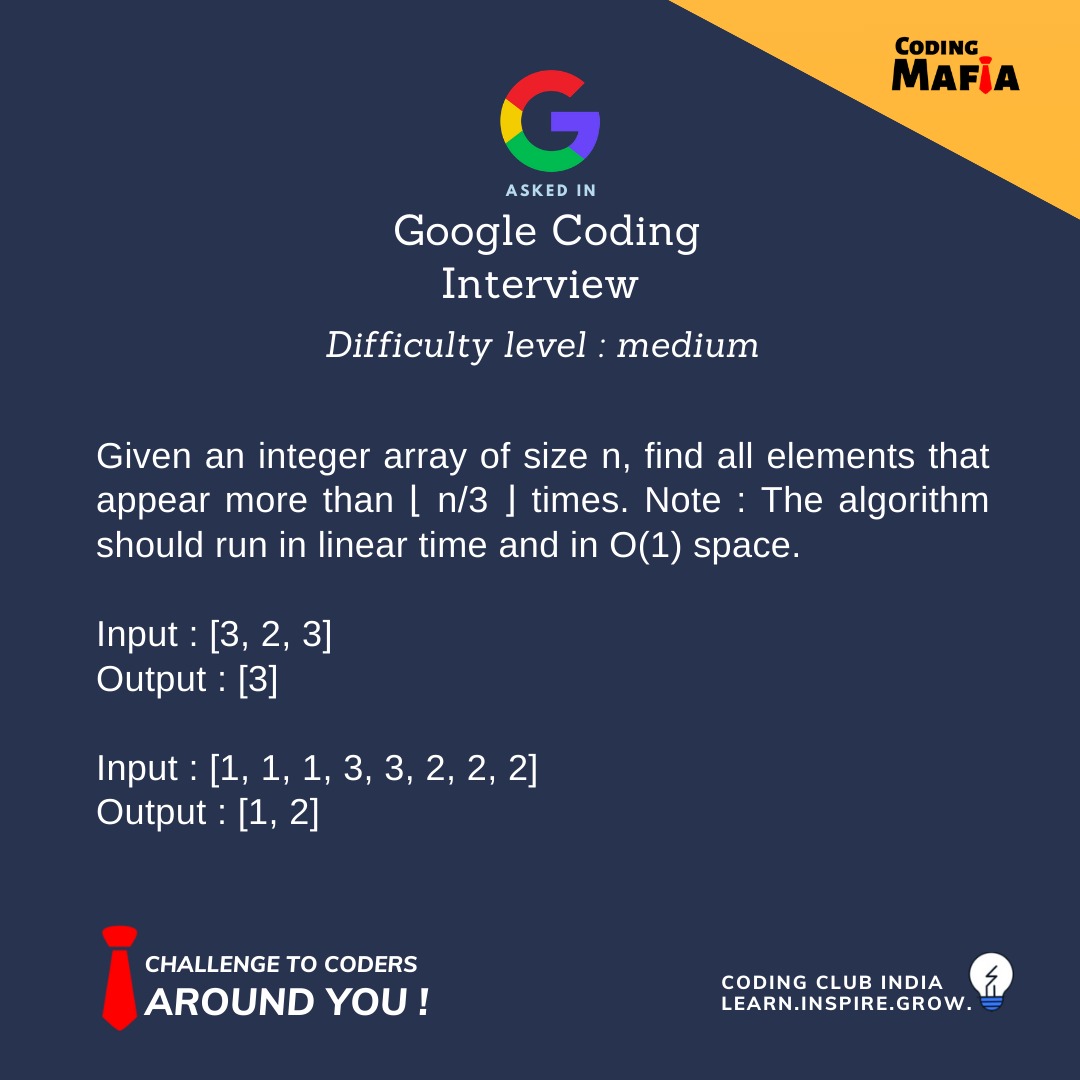 CODING
MAFIA
ASKED IN
Google Coding
Interview
Difficulty level : medium
Given an integer array of size n, find all elements that
appear more than ⌊ n/3 ⌋ times. Note : The algorithm
should run in linear time and in O(1) space.
Input : [3, 2, 3]
Output : [3]
Input : [1, 1, 1, 3, 3, 2, 2, 2]
Output : [1, 2]
CHALLENGE TO CODERS
AROUND YOU !
CODING CLUB INDIA
LEARN.INSPIRE.GROW.